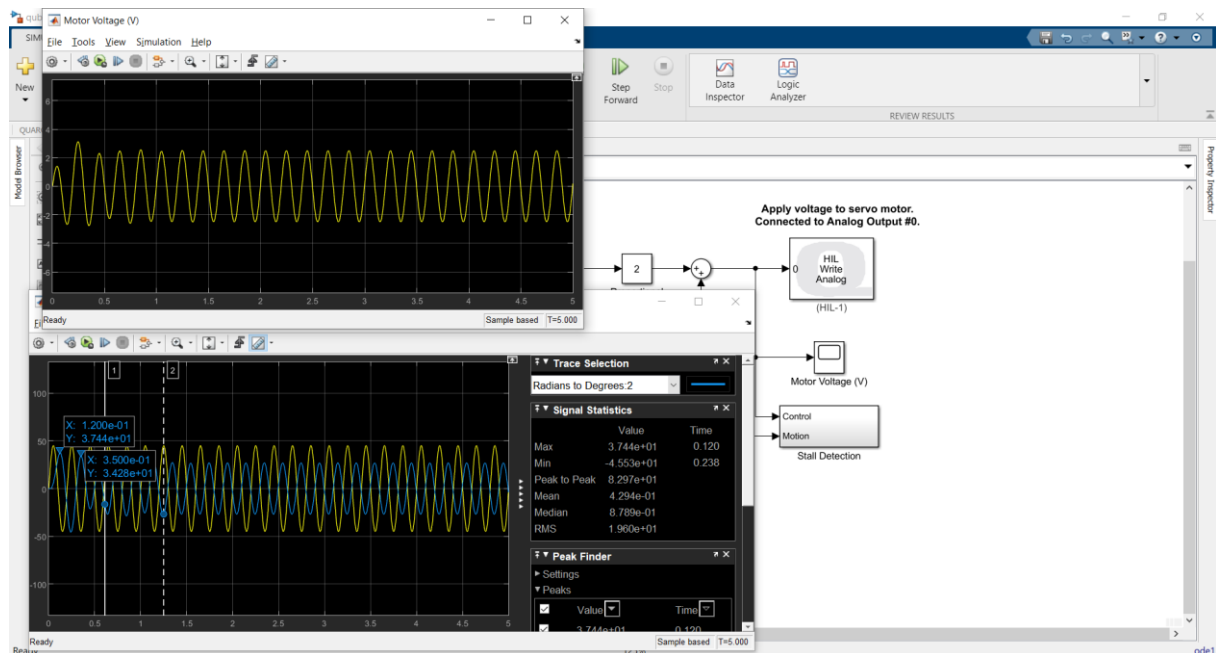 qub
Motor Voltage (V)
SIM
File Tools View Simulation Help
New
Step
Forward
Stop
Data
Inspector
Logic
Analyzer
REVIEW RESULTS
QUAR
Model Browser
Property Inspector
6
4
2
0
-2
-4
-6
0 0.5 1 1.5 2 2.5 3 3.5 4 4.5 5
Ready Sample based T=5.000
Apply voltage to servo motor.
Connected to Analog Output #0.
2
0
HIL
Write
Analog
(HIL-1)
Motor Voltage (V)
Control
Motion
Stall Detection
1 2
100
50
0
-50
-100
X: 1.200e-01
Y: 3.744e+01
X: 3.500e-01
Y: 3.428e+01
0 0.5 1 1.5 2 2.5 3 3.5 4 4.5 5
Trace Selection
Radians to Degrees:2
Signal Statistics
Value Time
Max 3.744e+01 0.120
Min -4.553e+01 0.238
Peak to Peak 8.297e+01
Mean 4.294e-01
Median 8.789e-01
RMS 1.960e+01
Peak Finder
Settings
Peaks
Value Time
3.744e+01 0.120
Ready Sample based T=5.000
Ready
ode1